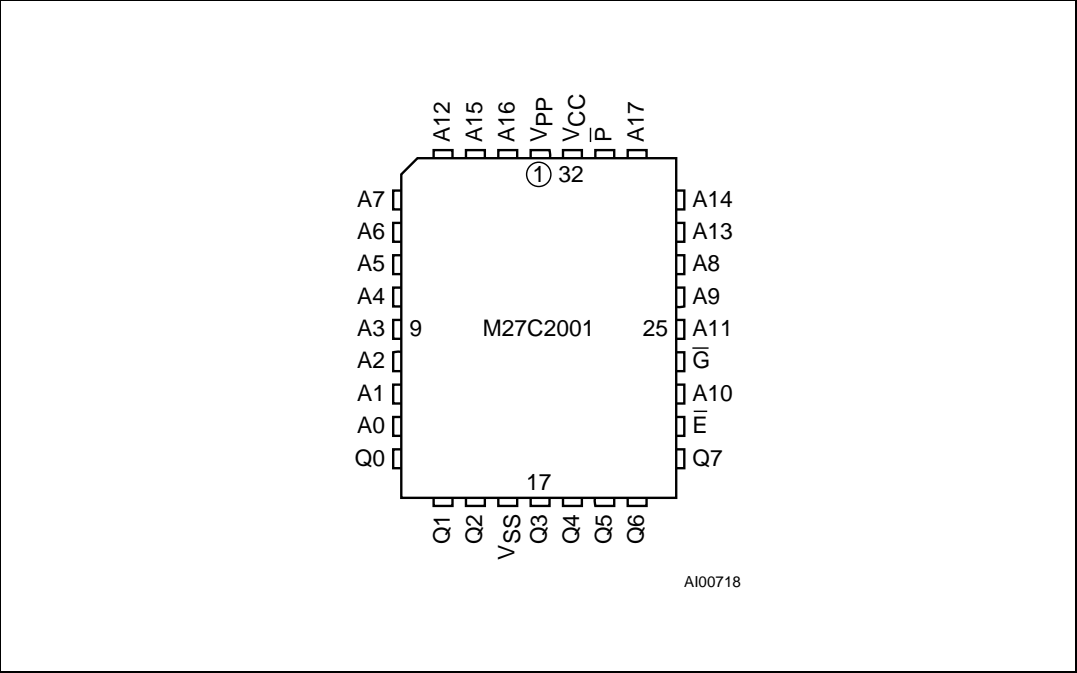 A12 A15 A16 VPP VCC P̅ A17
1 32
A7 A14
A6 A13
A5 A8
A4 A9
A3 9 M27C2001 25 A11
A2 G̅
A1 A10
A0 E̅
Q0 Q7
17
Q1 Q2 VSS Q3 Q4 Q5 Q6
AI00718